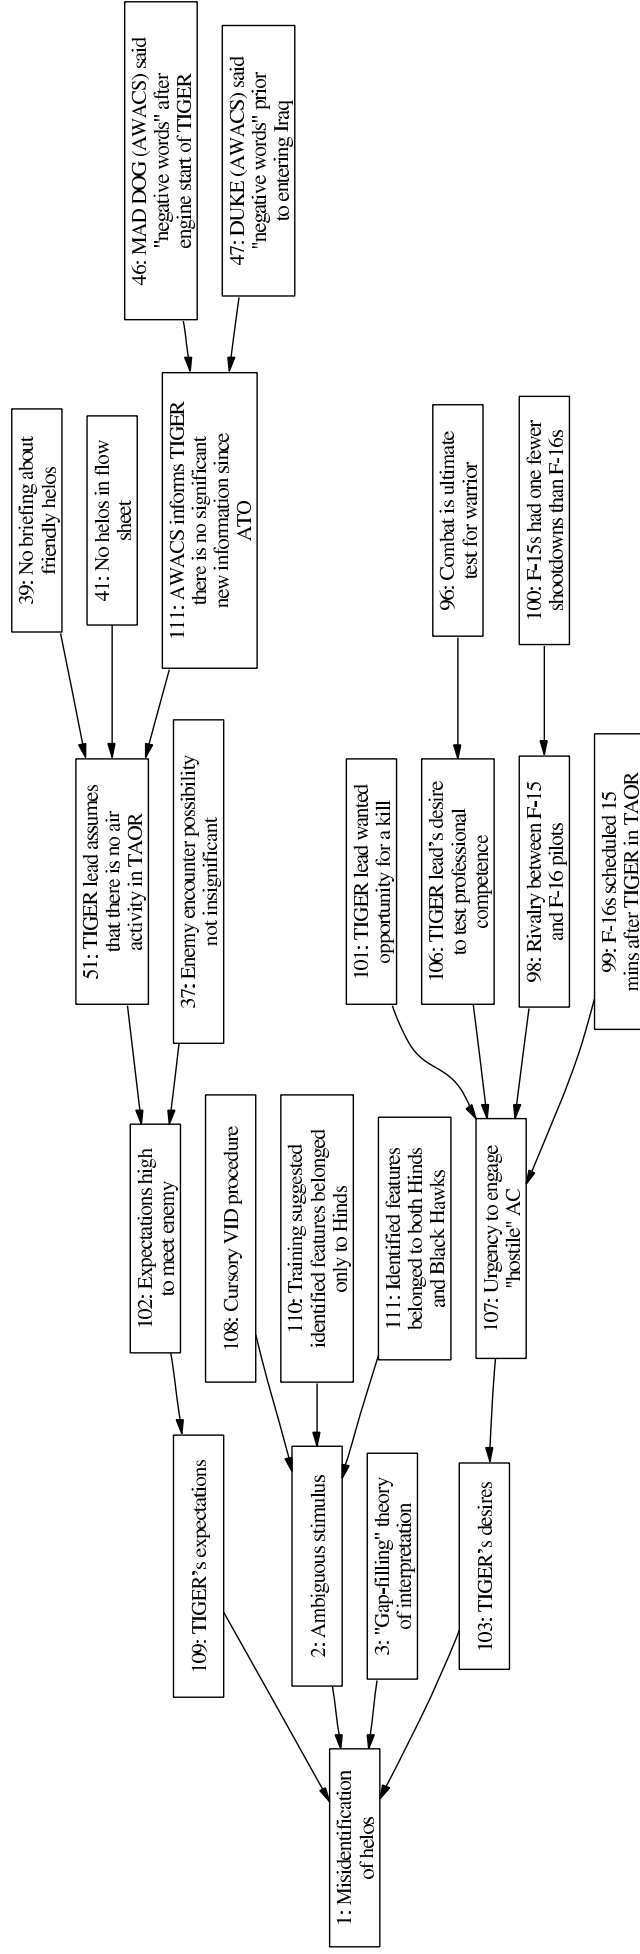 46: MAD DOG (AWACS) said
"negative words" after
engine start of TIGER
47: DUKE (AWACS) said
"negative words" prior
to entering Iraq
39: No briefing about
friendly helos
41: No helos in flow
sheet
111: AWACS informs TIGER
there is no significant
new information since
ATO
96: Combat is ultimate
test for warrior
100: F-15s had one fewer
shootdowns than F-16s
51: TIGER lead assumes
that there is no air
activity in TAOR
37: Enemy encounter possibility
not insignificant
101: TIGER lead wanted
opportunity for a kill
106: TIGER lead's desire
to test professional
competence
98: Rivalry between F-15
and F-16 pilots
99: F-16s scheduled 15
mins after TIGER in TAOR
102: Expectations high
to meet enemy
108: Cursory VID procedure
110: Training suggested
identified features belonged
only to Hinds
111: Identified features
belonged to both Hinds
and Black Hawks
107: Urgency to engage
"hostile" AC
109: TIGER's expectations
2: Ambiguous stimulus
3: "Gap-filling" theory
of interpretation
103: TIGER's desires
1: Misidentification
of helos